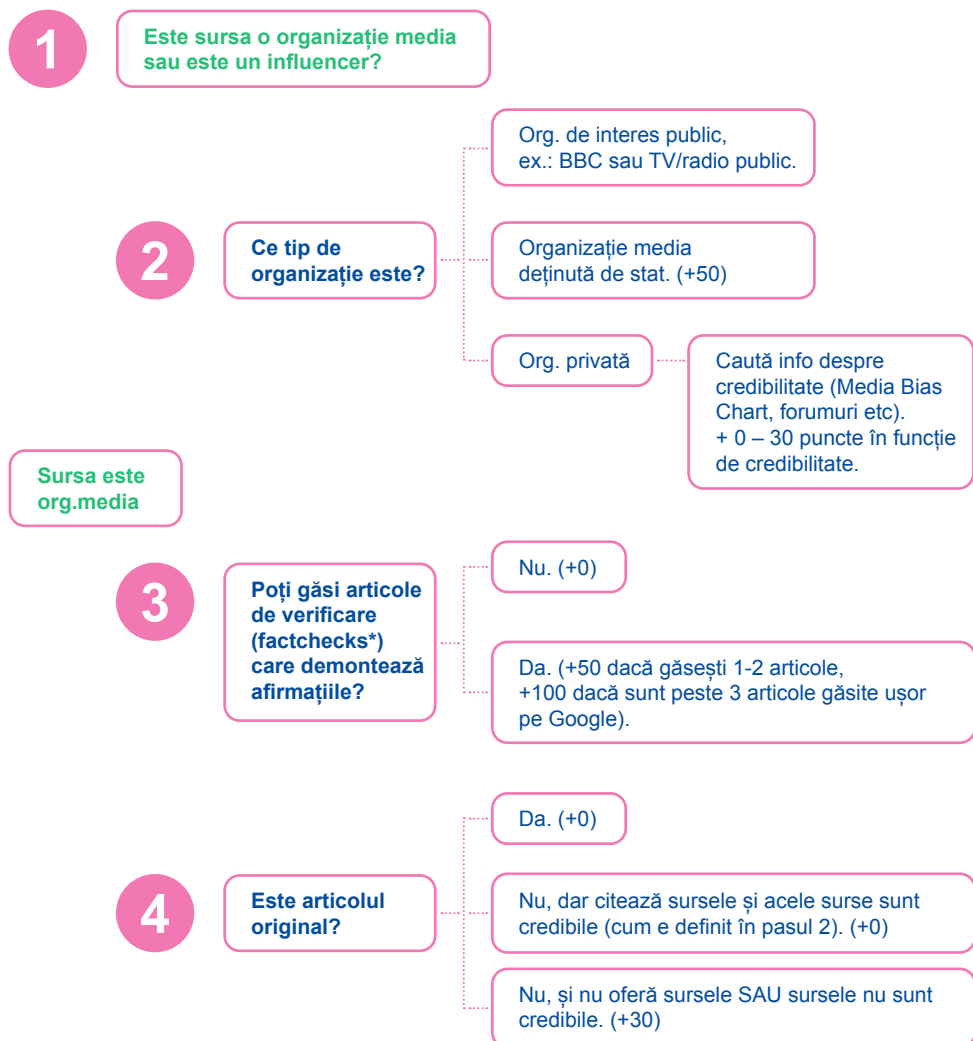 1
Este sursa o organizație media
sau este un influencer?
Org. de interes public,
ex.: BBC sau TV/radio public.
2
Ce tip de
organizație este?
Organizație media
deținută de stat. (+50)
Org. privată
Caută info despre
credibilitate (Media Bias
Chart, forumuri etc).
+ 0 – 30 puncte în funcție
de credibilitate.
Sursa este
org.media
3
Poți găsi articole
de verificare
(factchecks*)
care demontează
afirmațiile?
Nu. (+0)
Da. (+50 dacă găsești 1-2 articole,
+100 dacă sunt peste 3 articole găsite ușor
pe Google).
4
Este articolul
original?
Da. (+0)
Nu, dar citează sursele și acele surse sunt
credibile (cum e definit în pasul 2). (+0)
Nu, și nu oferă sursele SAU sursele nu sunt
credibile. (+30)